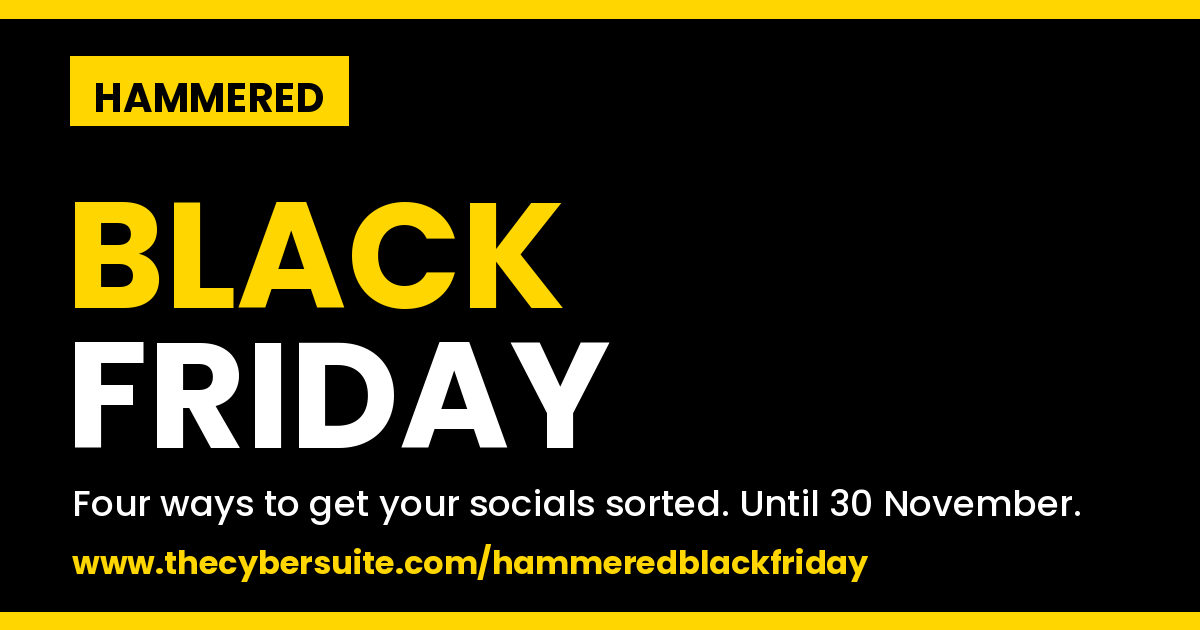 HAMMERED
BLACK
FRIDAY
Four ways to get your socials sorted. Until 30 November.
www.thecybersuite.com/hammeredblackfriday